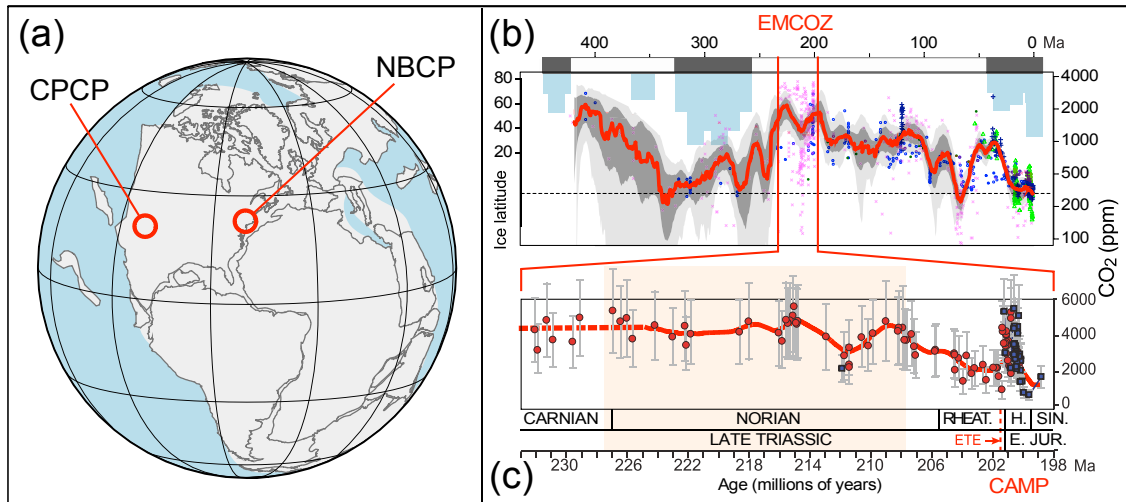 (a)
CPCP
NBCP
(b)
EMCOZ
400 300 200 100 0 Ma
Ice latitude
80
60
40
20
4000
2000
1000
500
200
100
CO2 (ppm)
6000
4000
2000
0
CARNIAN NORIAN RHEAT. H. SIN.
LATE TRIASSIC ETE E. JUR.
230 226 222 218 214 210 206 202 198 Ma
(c) Age (millions of years) CAMP